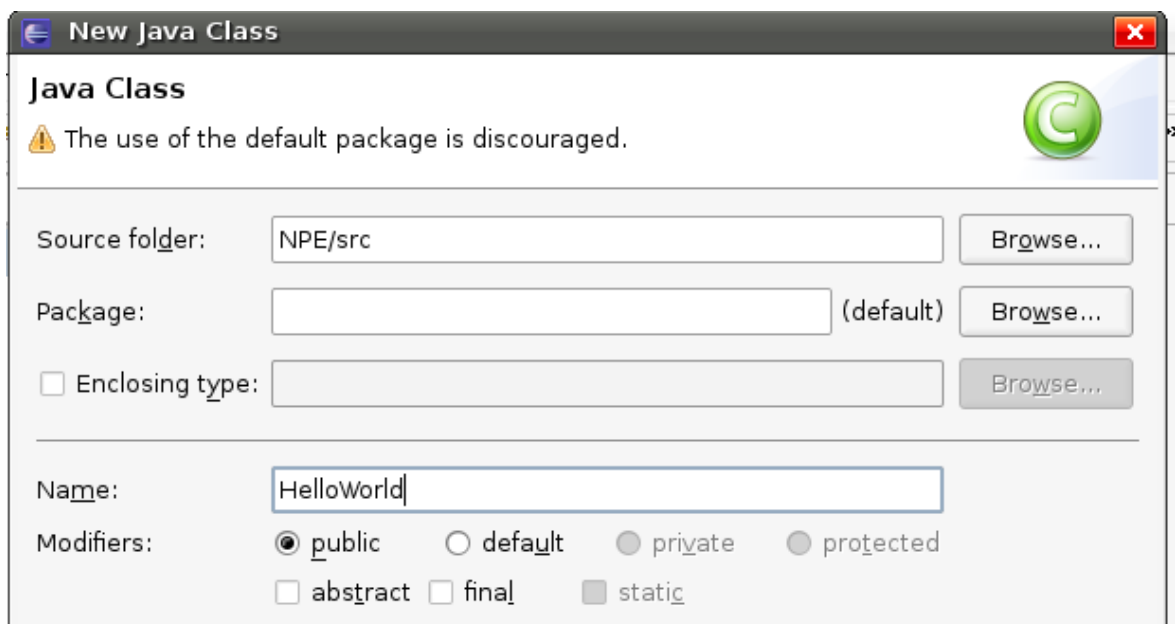 New Java Class
Java Class
The use of the default package is discouraged.
Source folder: NPE/src Browse...
Package: (default) Browse...
Enclosing type: Browse...
Name: HelloWorld
Modifiers: public default private protected
abstract final static